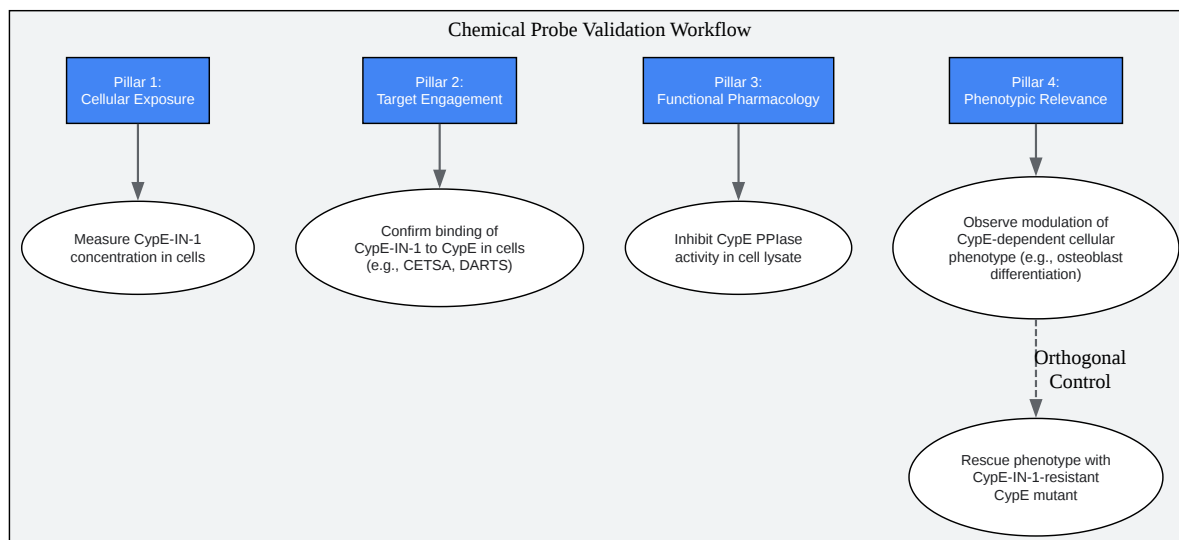 Chemical Probe Validation Workflow
Pillar 1:
Cellular Exposure
Pillar 2:
Target Engagement
Pillar 3:
Functional Pharmacology
Pillar 4:
Phenotypic Relevance
Measure CypE-IN-1
concentration in cells
Confirm binding of
CypE-IN-1 to CypE in cells
(e.g., CETSA, DARTS)
Inhibit CypE PPIase
activity in cell lysate
Observe modulation of
CypE-dependent cellular
phenotype (e.g., osteoblast
differentiation)
Orthogonal
Control
Rescue phenotype with
CypE-IN-1-resistant
CypE mutant